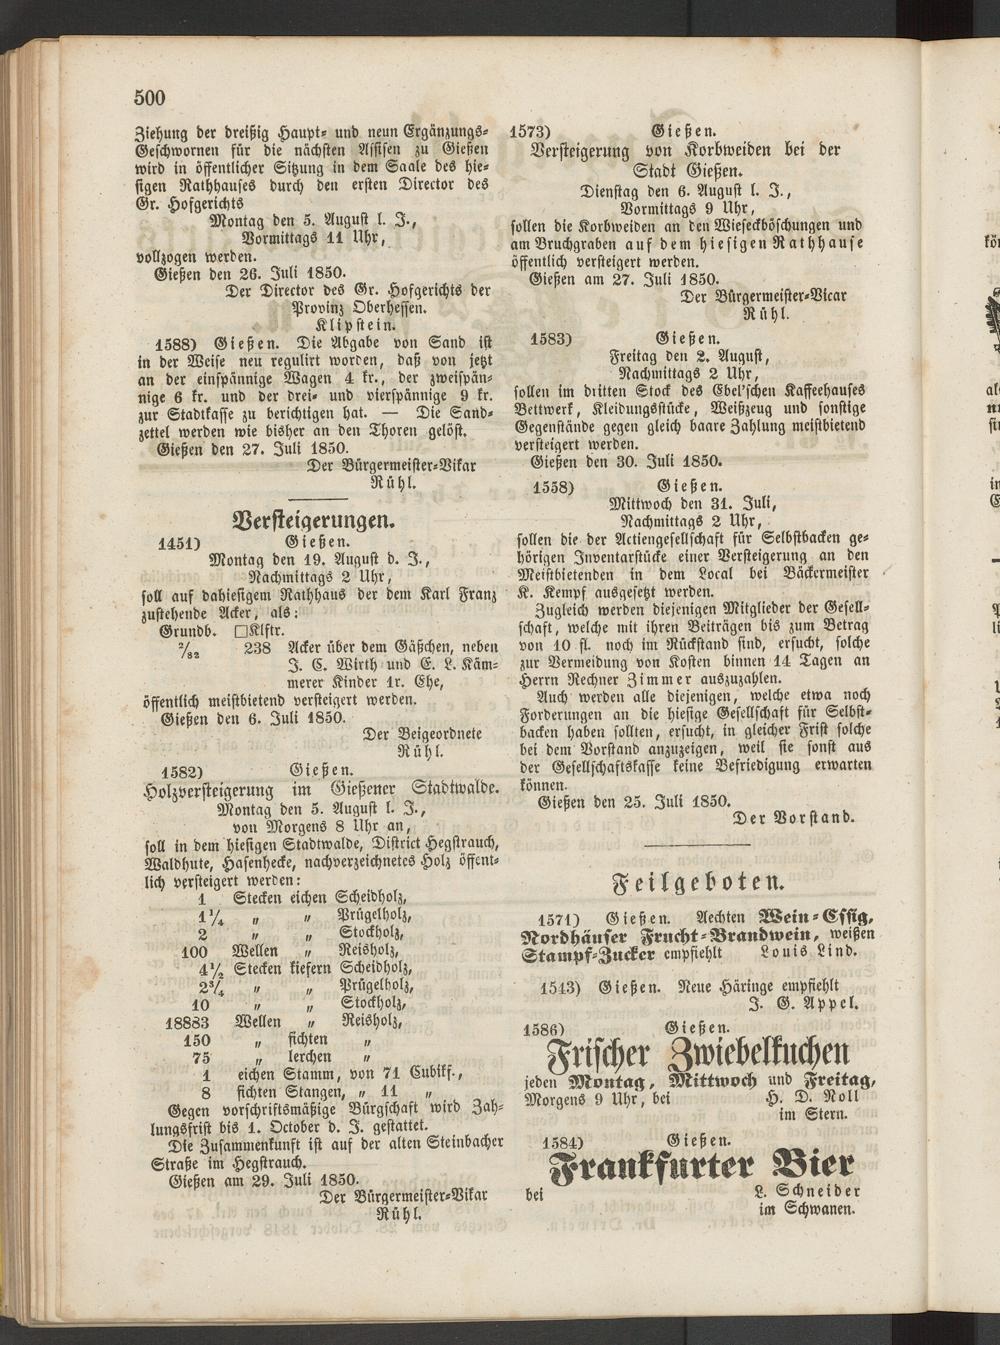 500
Ziehung der dreißig Haupt= und neun Ergänzungs=
Geschwornen für die nächsten Assisen zu Gießen
wird in öffentlicher Sitzung in dem Saale des hie=
sigen Rathhauses durch den ersten Director des
Gr. Hofgerichts
Montag den 5. August l. J.,
Vormittags 11 Uhr,
vollzogen werden.
Gießen den 26. Juli 1850.
Der Director des Gr. Hofgerichts der
Provinz Oberhessen.
Klipstein.
1588) Gießen. Die Abgabe von Sand ist
in der Weise neu regulirt worden, daß von jetzt
an der einspännige Wagen 4 kr., der zweispän=
nige 6 kr. und der drei= und vierspännige 9 kr.
zur Stadtkasse zu berichtigen hat. — Die Sand=
zettel werden wie bisher an den Thoren gelöst.
Gießen den 27. Juli 1850.
Der Bürgermeister=Vikar
Rühl.
Versteigerungen.
1451) Gießen.
Montag den 19. August d. J.,
Nachmittags 2 Uhr,
soll auf dahiesigem Rathhaus der dem Karl Franz
zustehende Acker, als:
Grundb. □Klftr.
²/₈₂ 238 Acker über dem Gäßchen, neben
J. C. Wirth und E. L. Käm=
merer Kinder 1r. Ehe,
öffentlich meistbietend versteigert werden.
Gießen den 6. Juli 1850.
Der Beigeordnete
Rühl.
1582) Gießen.
Holzversteigerung im Gießener Stadtwalde.
Montag den 5. August l. J.,
von Morgens 8 Uhr an,
soll in dem hiesigen Stadtwalde, District Hegstrauch,
Waldhute, Hasenhecke, nachverzeichnetes Holz öffent=
lich versteigert werden:
1 Stecken eichen Scheidholz,
1¼ „ „ Prügelholz,
2 „ „ Stockholz,
100 Wellen „ Reisholz,
4½ Stecken kiefern Scheidholz,
2¾ „ „ Prügelholz,
10 „ „ Stockholz,
18883 Wellen „ Reisholz,
150 „ fichten „
75 „ lerchen „
1 eichen Stamm, von 71 Cubikf.,
8 fichten Stangen, „ 11 „
Gegen vorschriftsmäßige Bürgschaft wird Zah=
lungsfrist bis 1. October d. J. gestattet.
Die Zusammenkunft ist auf der alten Steinbacher
Straße im Hegstrauch.
Gießen am 29. Juli 1850.
Der Bürgermeister=Vikar
Rühl.
1573) Gießen.
Versteigerung von Korbweiden bei der
Stadt Gießen.
Dienstag den 6. August l. J.,
Vormittags 9 Uhr,
sollen die Korbweiden an den Wieseckböschungen und
am Bruchgraben auf dem hiesigen Rathhause
öffentlich versteigert werden.
Gießen am 27. Juli 1850.
Der Bürgermeister=Vicar
Rühl.
1583) Gießen.
Freitag den 2. August,
Nachmittags 2 Uhr,
sollen im dritten Stock des Ebel'schen Kaffeehauses
Bettwerk, Kleidungsstücke, Weißzeug und sonstige
Gegenstände gegen gleich baare Zahlung meistbietend
versteigert werden.
Gießen den 30. Juli 1850.
1558) Gießen.
Mittwoch den 31. Juli,
Nachmittags 2 Uhr,
sollen die der Actiengesellschaft für Selbstbacken ge=
hörigen Inventarstücke einer Versteigerung an den
Meistbietenden in dem Local bei Bäckermeister
K. Kempf ausgesetzt werden.
Zugleich werden diejenigen Mitglieder der Gesell=
schaft, welche mit ihren Beiträgen bis zum Betrag
von 10 fl. noch im Rückstand sind, ersucht, solche
zur Vermeidung von Kosten binnen 14 Tagen an
Herrn Rechner Zimmer auszuzahlen.
Auch werden alle diejenigen, welche etwa noch
Forderungen an die hiesige Gesellschaft für Selbst=
backen haben sollten, ersucht, in gleicher Frist solche
bei dem Vorstand anzuzeigen, weil sie sonst aus
der Gesellschaftskasse keine Befriedigung erwarten
können.
Gießen den 25. Juli 1850.
Der Vorstand.
Feilgeboten.
1571) Gießen. Aechten Wein=Essig,
Nordhäuser Frucht=Brandwein, weißen
Stampf=Zucker empfiehlt Louis Lind.
1543) Gießen. Neue Häringe empfiehlt
J. G. Appel.
1586) Gießen.
Frischer Zwiebelkuchen
jeden Montag, Mittwoch und Freitag,
Morgens 9 Uhr, bei H. D. Noll
im Stern.
1584) Gießen.
Frankfurter Bier
bei L. Schneider
im Schwanen.